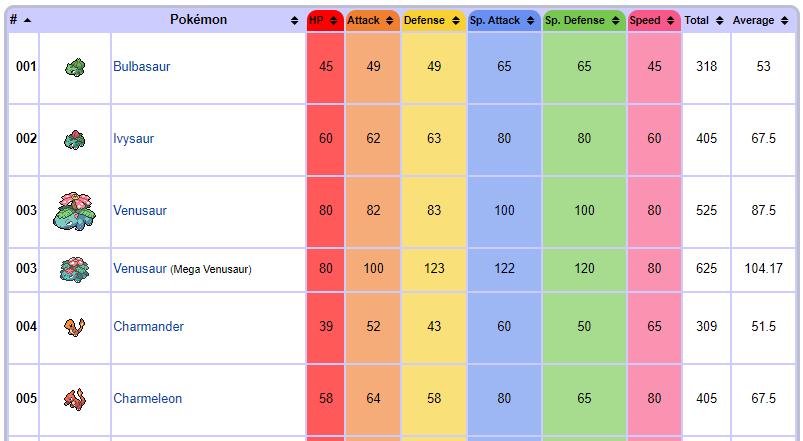 # Pokémon HP Attack Defense Sp. Attack Sp. Defense Speed Total Average
001 Bulbasaur 45 49 49 65 65 45 318 53
002 Ivysaur 60 62 63 80 80 60 405 67.5
003 Venusaur 80 82 83 100 100 80 525 87.5
003 Venusaur (Mega Venusaur) 80 100 123 122 120 80 625 104.17
004 Charmander 39 52 43 60 50 65 309 51.5
005 Charmeleon 58 64 58 80 65 80 405 67.5